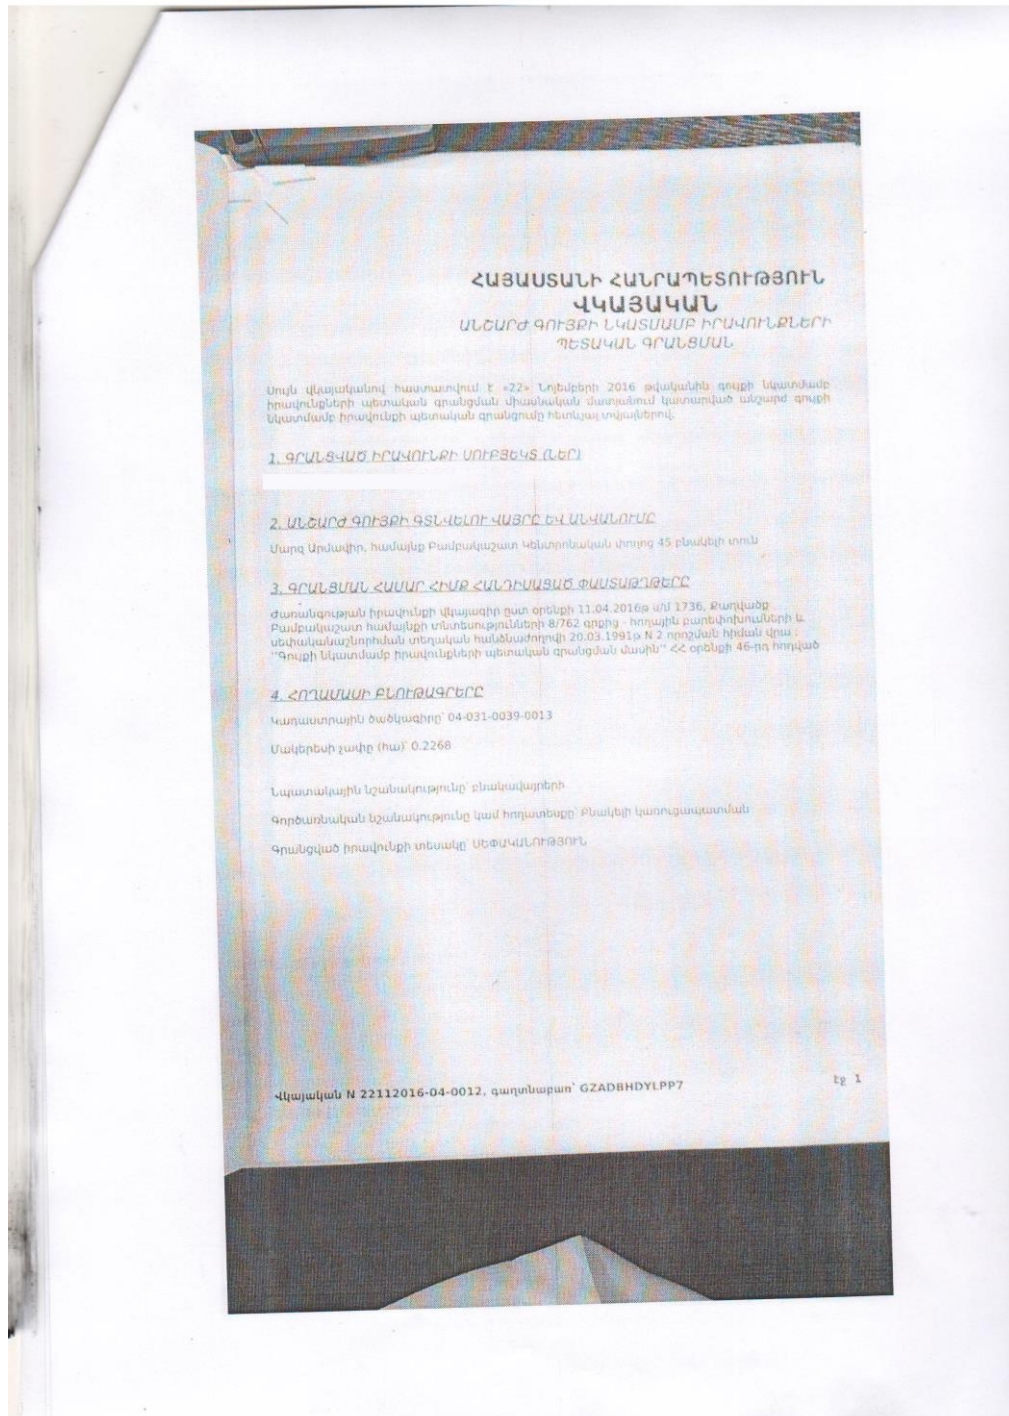 ՀԱՅԱՍՏԱՆԻ ՀԱՆՐԱՊԵՏՈՒԹՅՈՒՆ
ՎԿԱՅԱԿԱՆ
ԱՆՇԱՐԺ ԳՈՒՅՔԻ ՆԿԱՏՄԱՄԲ ԻՐԱՎՈՒՆՔՆԵՐԻ
ՊԵՏԱԿԱՆ ԳՐԱՆՑՄԱՆ
Սույն վկայականով հաստատվում է «22» Նոյեմբերի 2016 թվականին գույքի նկատմամբ
իրավունքների պետական գրանցման միասնական մատյանում կատարված անշարժ գույքի
նկատմամբ իրավունքի պետական գրանցումը հետևյալ տվյալներով.
1. ԳՐԱՆՑՎԱԾ ԻՐԱՎՈՒՆՔԻ ՍՈՒԲՅԵԿՏ (ՆԵՐ)
2. ԱՆՇԱՐԺ ԳՈՒՅՔԻ ԳՏՆՎԵԼՈՒ ՎԱՅՐԸ ԵՎ ԱՆՎԱՆՈՒՄԸ
Մարզ Արմավիր, համայնք Բամբակաշատ Կենտրոնական փողոց 45 բնակելի տուն
3. ԳՐԱՆՑՄԱՆ ՀԱՄԱՐ ՀԻՄՔ ՀԱՆԴԻՍԱՑԱԾ ՓԱՍՏԱԹՂԹԵՐԸ
Ժառանգության իրավունքի վկայագիր ըստ օրենքի 11.04.2016թ ս/մ 1736, Քաղվածք
Բամբակաշատ համայնքի տնտեսությունների 8/762 գրքից - հողային բարեփոխումների և
սեփականաշնորհման տեղական հանձնաժողովի 20.03.1991թ N 2 որոշման հիման վրա ;
''Գույքի նկատմամբ իրավունքների պետական գրանցման մասին'' ՀՀ օրենքի 46-րդ հոդված
4. ՀՈՂԱՄԱՍԻ ԲՆՈՒԹԱԳՐԵՐԸ
Կադաստրային ծածկագիրը՝ 04-031-0039-0013
Մակերեսի չափը (հա)՝ 0.2268
Նպատակային նշանակությունը՝ բնակավայրերի
Գործառնական նշանակությունը կամ հողատեսքը՝ Բնակելի կառուցապատման
Գրանցված իրավունքի տեսակը՝ ՍԵՓԱԿԱՆՈՒԹՅՈՒՆ
Վկայական N 22112016-04-0012, գաղտնաբառ՝ GZADBHDYLPP7
էջ 1